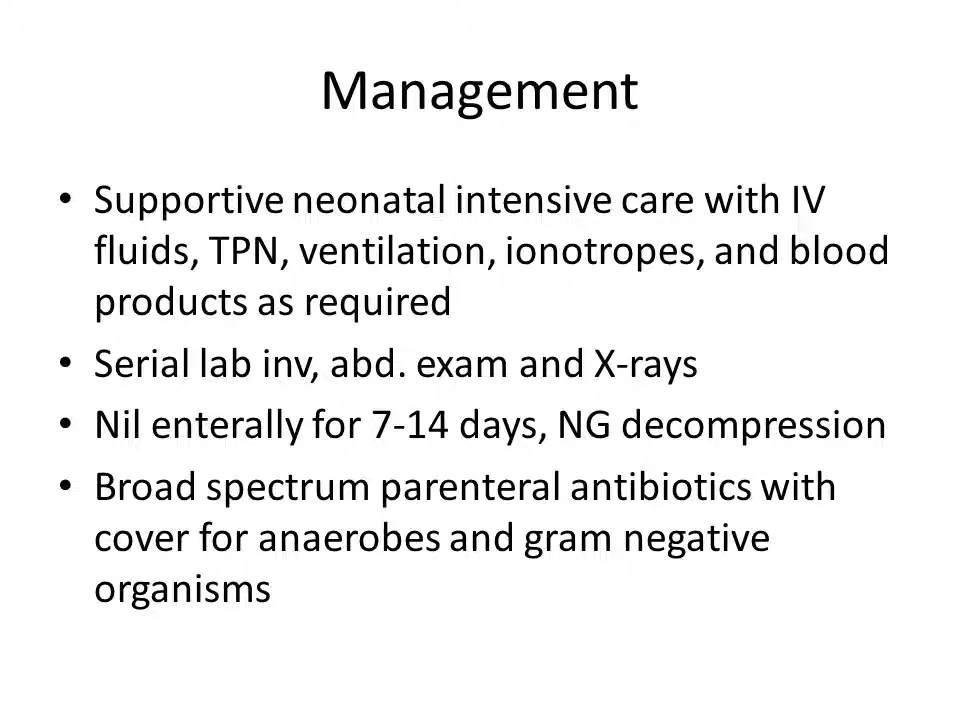 Management
• Supportive neonatal intensive care with IV
fluids, TPN, ventilation, ionotropes, and blood
products as required
• Serial lab inv, abd. exam and X-rays
• Nil enterally for 7-14 days, NG decompression
• Broad spectrum parenteral antibiotics with
cover for anaerobes and gram negative
organisms